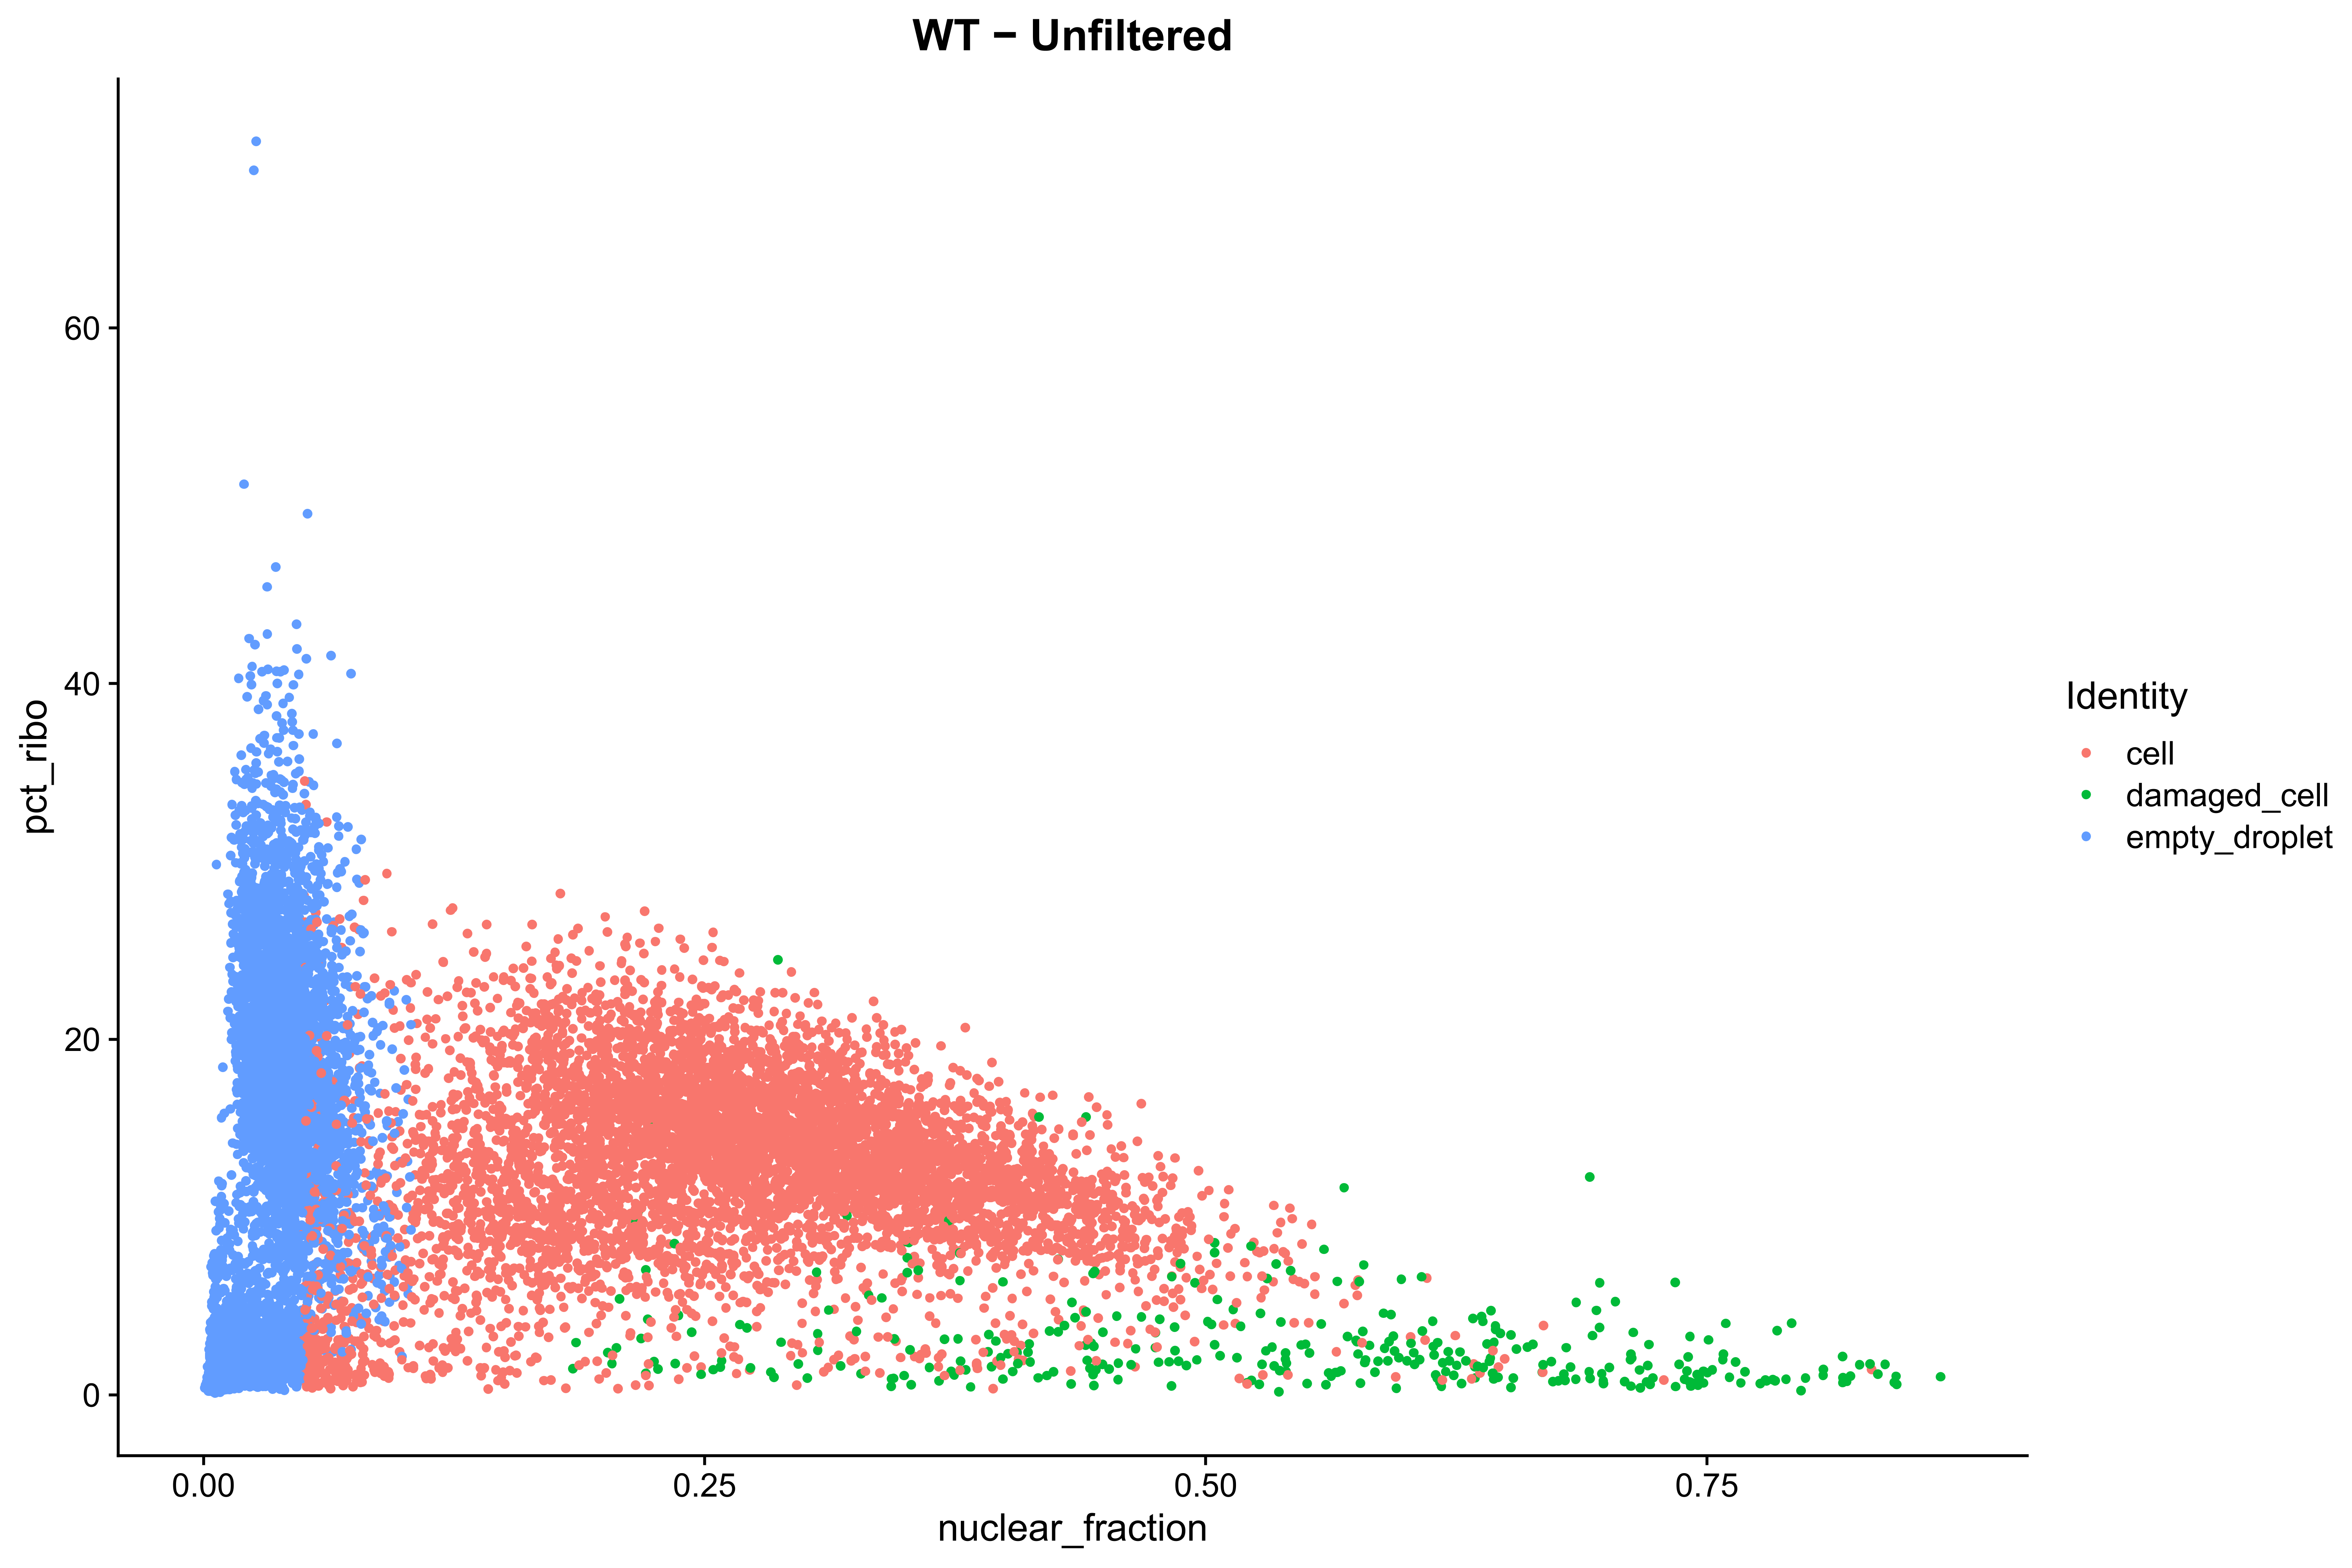 WT − Unfiltered
60
40
20
0
pct_ribo
0.00
0.25
0.50
0.75
nuclear_fraction
Identity
cell
damaged_cell
empty_droplet